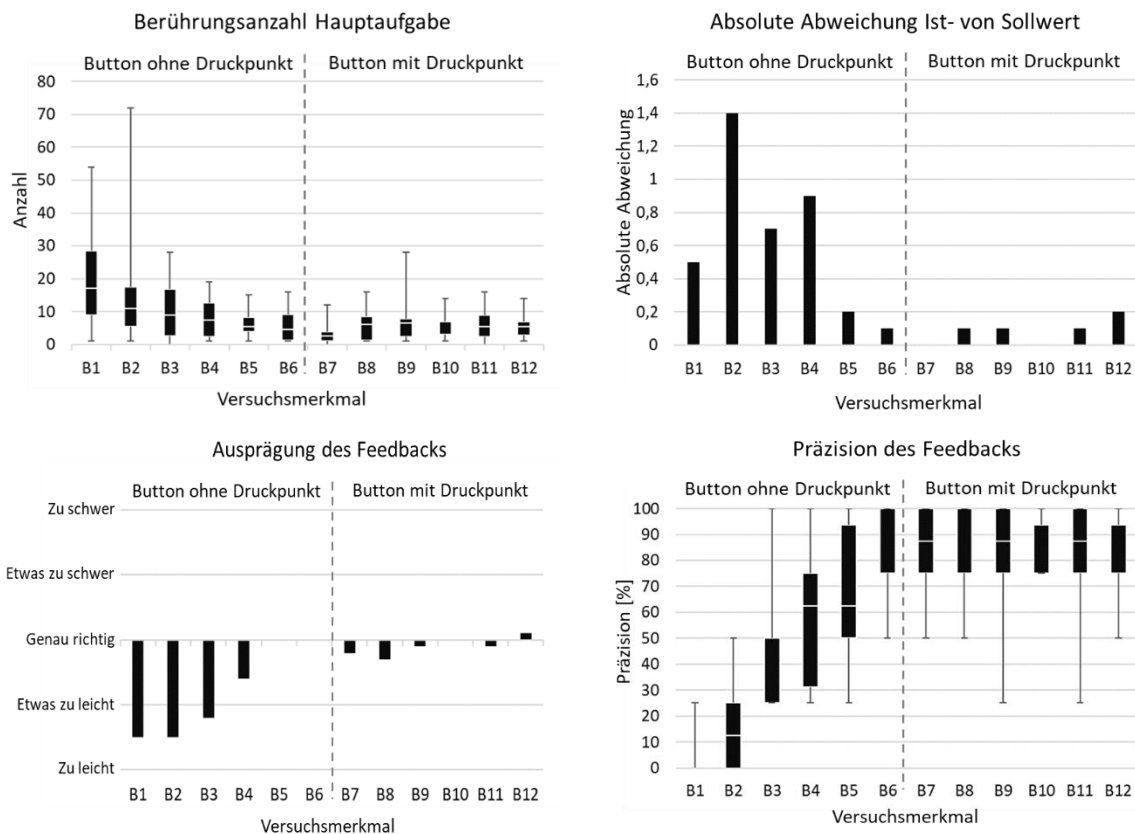 Berührungsanzahl Hauptaufgabe
Button ohne Druckpunkt
Button mit Druckpunkt
Anzahl
80
70
60
50
40
30
20
10
0
B1 B2 B3 B4 B5 B6 B7 B8 B9 B10 B11 B12
Versuchsmerkmal
Absolute Abweichung Ist- von Sollwert
Button ohne Druckpunkt
Button mit Druckpunkt
Absolute Abweichung
1,6
1,4
1,2
1
0,8
0,6
0,4
0,2
0
B1 B2 B3 B4 B5 B6 B7 B8 B9 B10 B11 B12
Versuchsmerkmal
Ausprägung des Feedbacks
Button ohne Druckpunkt
Button mit Druckpunkt
Zu schwer
Etwas zu schwer
Genau richtig
Etwas zu leicht
Zu leicht
B1 B2 B3 B4 B5 B6 B7 B8 B9 B10 B11 B12
Versuchsmerkmal
Präzision des Feedbacks
Button ohne Druckpunkt
Button mit Druckpunkt
Präzision [%]
100
90
80
70
60
50
40
30
20
10
0
B1 B2 B3 B4 B5 B6 B7 B8 B9 B10 B11 B12
Versuchsmerkmal